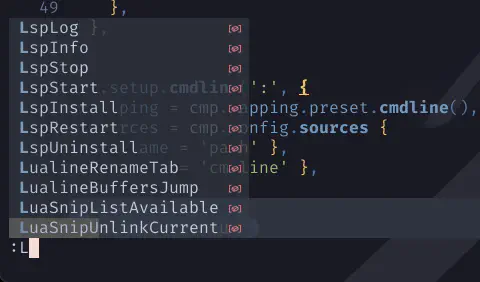 49 },
LspLog },
LspInfo
LspStop
LspStart.setup.cmdline(':', {
LspInstall ping = cmp.mapping.preset.cmdline(),
LspRestart rces = cmp.config.sources {
LspUninstall ame = 'path' },
LualineRenameTab = 'cmdline' },
LualineBuffersJump
LuaSnipListAvailable
LuaSnipUnlinkCurrent
:L